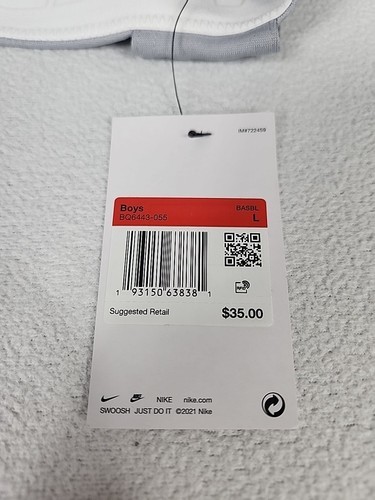 IM#722459
Boys BASBL
BQ6443-055 L
1 93150 63838 1
Suggested Retail $35.00
NIKE nike.com
SWOOSH JUST DO IT ©2021 Nike